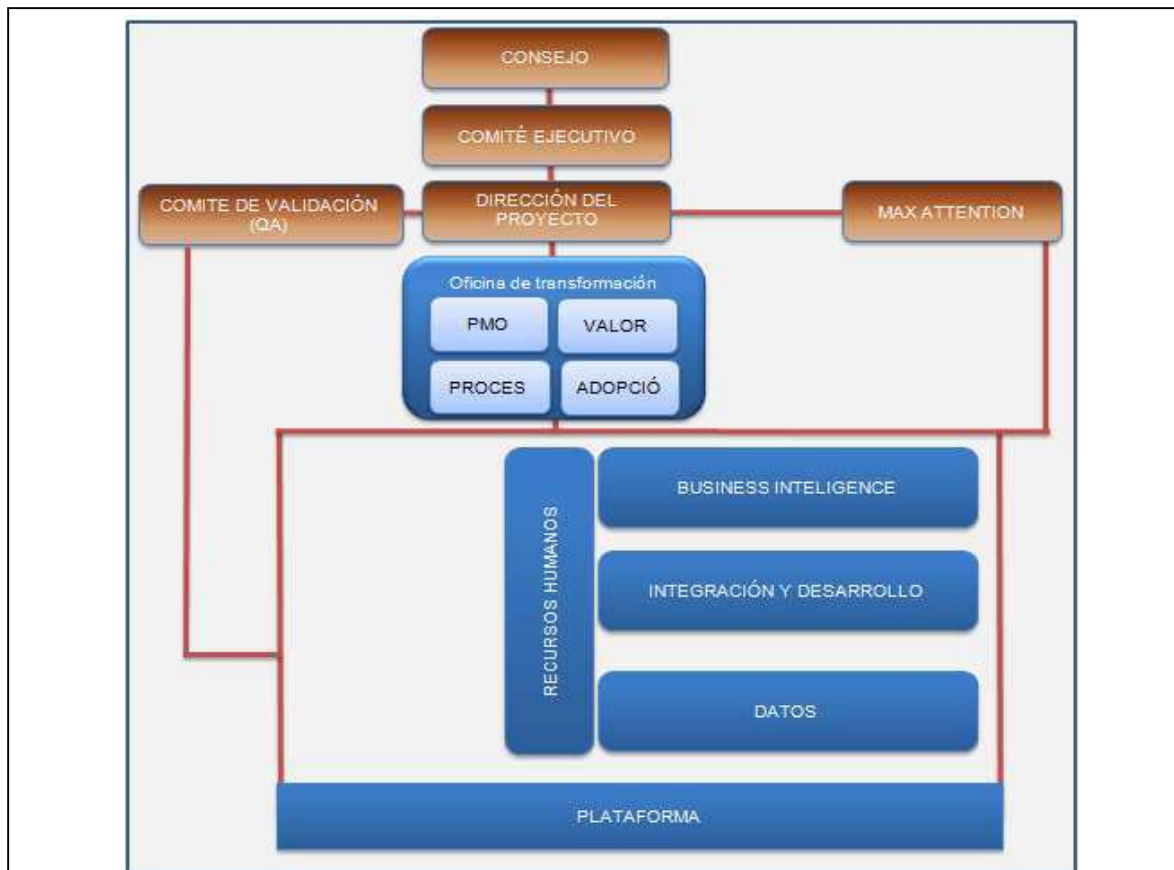 CONSEJO
COMITÉ EJECUTIVO
COMITE DE VALIDACIÓN
(QA)
DIRECCIÓN DEL
PROYECTO
MAX ATTENTION
Oficina de transformación
PMO
VALOR
PROCES
ADOPCIÓ
RECURSOS HUMANOS
BUSINESS INTELIGENCE
INTEGRACIÓN Y DESARROLLO
DATOS
PLATAFORMA